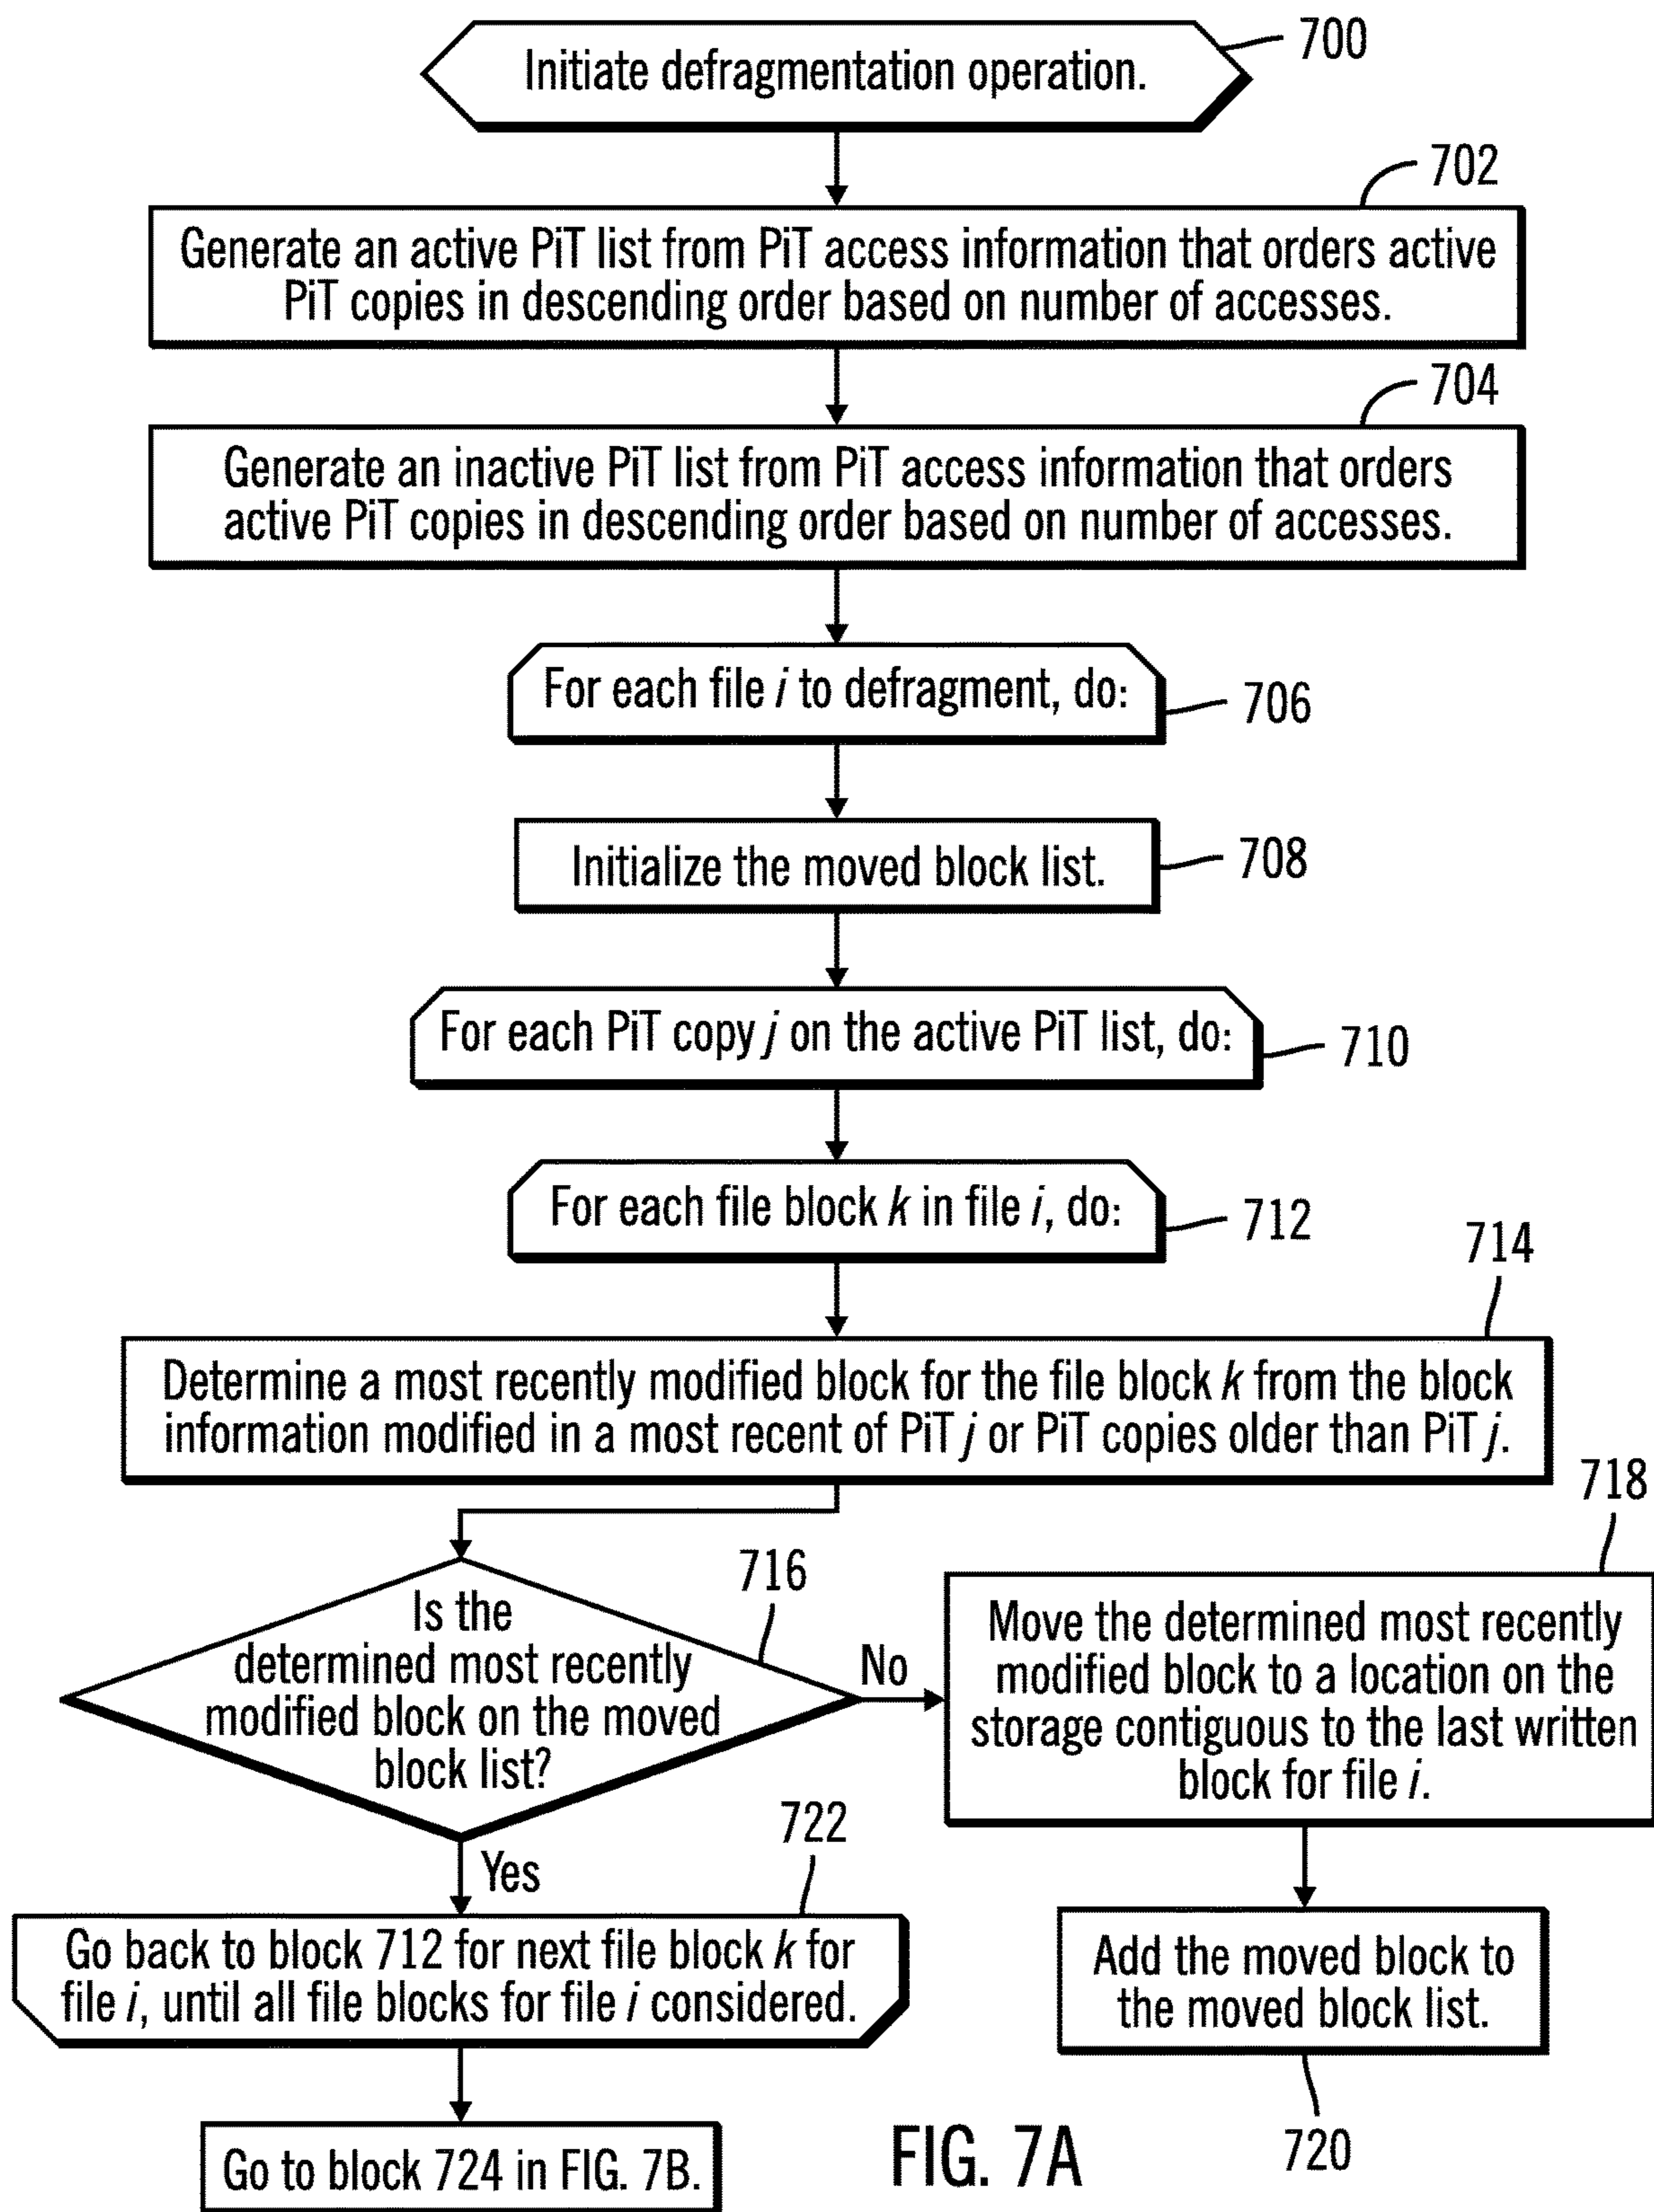 Initiate defragmentation operation.
700
702
Generate an active PiT list from PiT access information that orders active
PiT copies in descending order based on number of accesses.
704
Generate an inactive PiT list from PiT access information that orders
active PiT copies in descending order based on number of accesses.
For each file i to defragment, do:
706
Initialize the moved block list.
708
For each PiT copy j on the active PiT list, do:
710
For each file block k in file i, do:
712
714
Determine a most recently modified block for the file block k from the block
information modified in a most recent of PiT j or PiT copies older than PiT j.
716
Is the
determined most recently
modified block on the moved
block list?
No
718
Move the determined most recently
modified block to a location on the
storage contiguous to the last written
block for file i.
Yes
722
Go back to block 712 for next file block k for
file i, until all file blocks for file i considered.
Add the moved block to
the moved block list.
720
Go to block 724 in FIG. 7B.
FIG. 7A